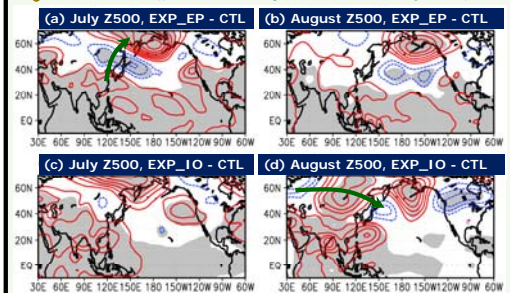 (a) July Z500, EXP_EP - CTL
(b) August Z500, EXP_EP - CTL
60N
40N
20N
EQ
30E 60E 90E 120E 150E 180 150W 120W 90W 60W
60N
40N
20N
EQ
30E 60E 90E 120E 150E 180 150W 120W 90W 60W
(c) July Z500, EXP_IO - CTL
(d) August Z500, EXP_IO - CTL
60N
40N
20N
EQ
30E 60E 90E 120E 150E 180 150W 120W 90W 60W
60N
40N
20N
EQ
30E 60E 90E 120E 150E 180 150W 120W 90W 60W